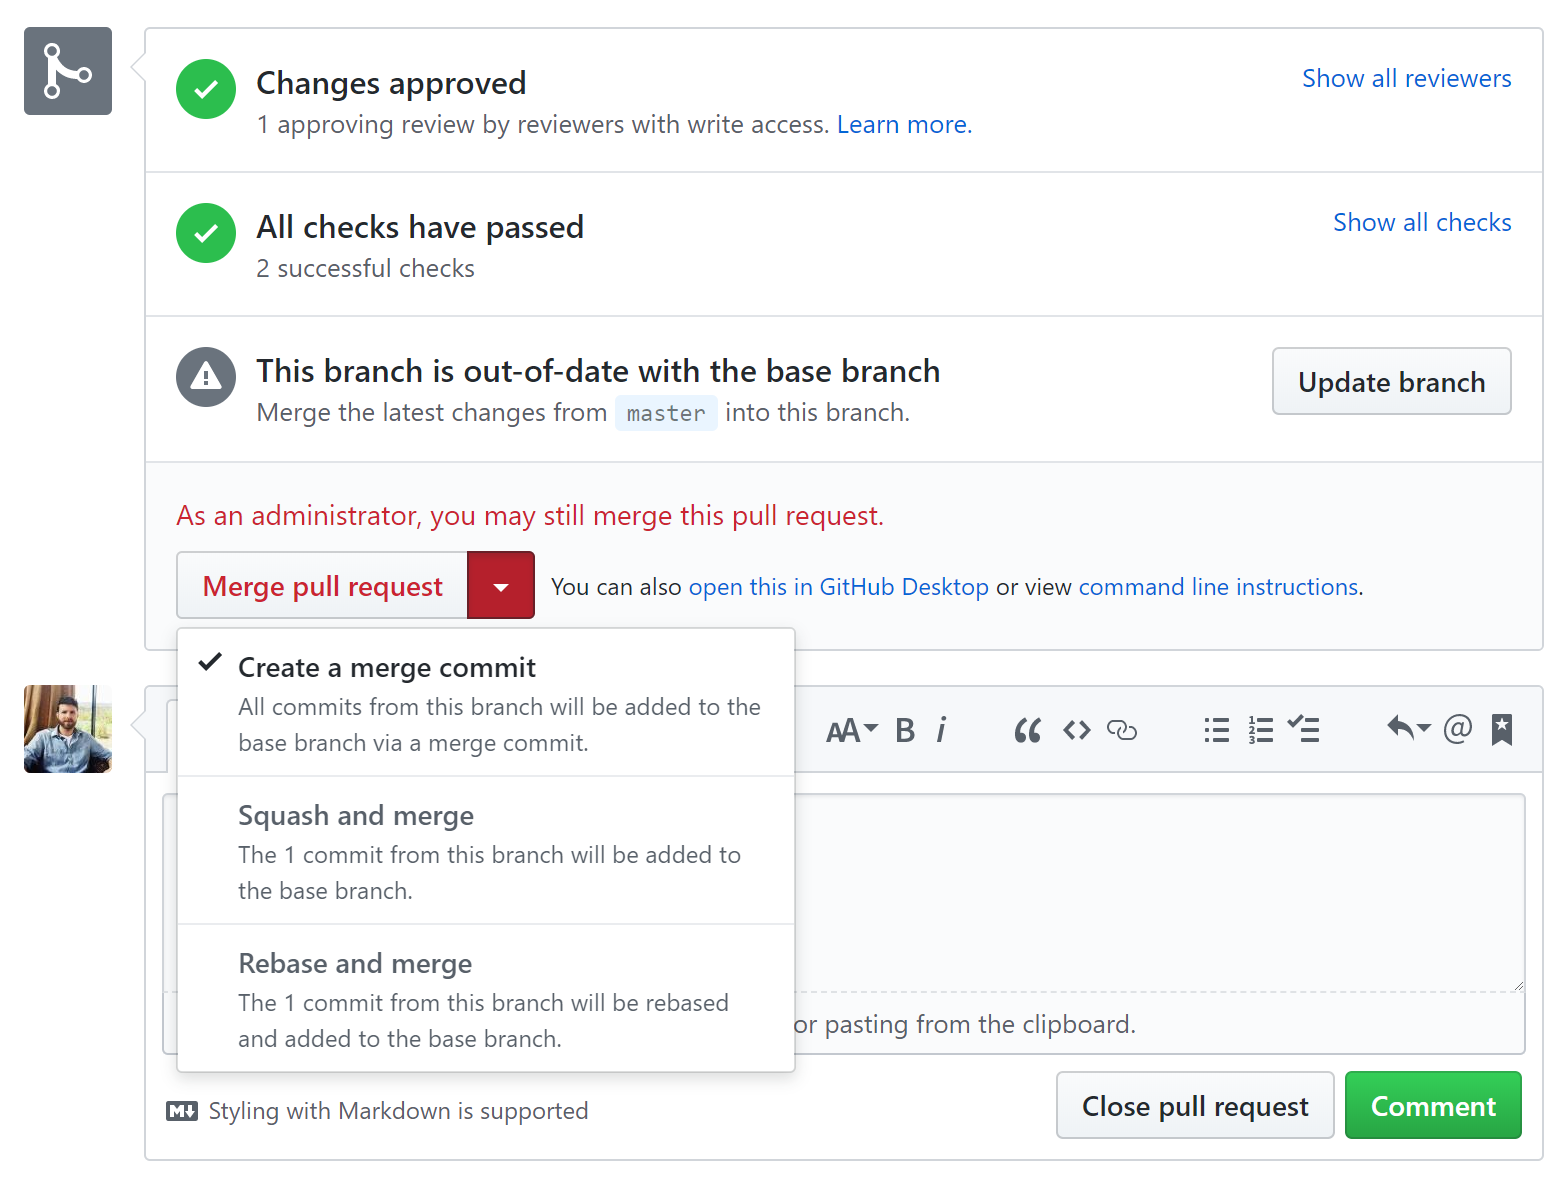 Changes approved
Show all reviewers
1 approving review by reviewers with write access. Learn more.
All checks have passed
Show all checks
2 successful checks
This branch is out-of-date with the base branch
Update branch
Merge the latest changes from master into this branch.
As an administrator, you may still merge this pull request.
Merge pull request
You can also open this in GitHub Desktop or view command line instructions.
Create a merge commit
All commits from this branch will be added to the
base branch via a merge commit.
Squash and merge
The 1 commit from this branch will be added to
the base branch.
Rebase and merge
The 1 commit from this branch will be rebased
and added to the base branch.
AA B i
or pasting from the clipboard.
M Styling with Markdown is supported
Close pull request
Comment